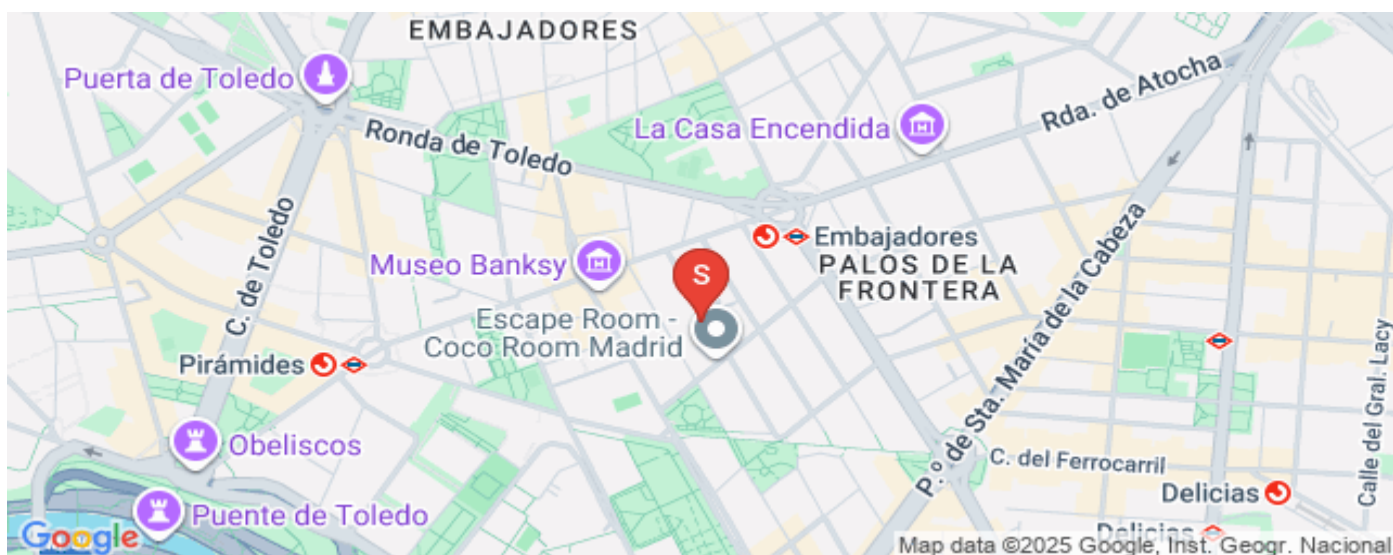 EMBAJADORES
Puerta de Toledo
Ronda de Toledo
La Casa Encendida
Rda. de Atocha
C. de Toledo
Embajadores
PALOS DE LA
FRONTERA
Museo Banksy
S
Escape Room -
Coco Room Madrid
P.º de Sta. María de la Cabeza
Pirámides
Obeliscos
Puente de Toledo
C. del Ferrocarril
Calle del Gral. Lacy
Delicias
Delicias
Google
Map data ©2025 Google, Inst. Geogr. Nacional